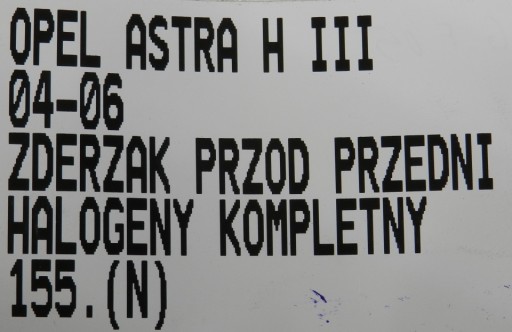 OPEL ASTRA H III
04-06
ZDERZAK PRZOD PRZEDNI
HALOGENY KOMPLETNY
155.(N)